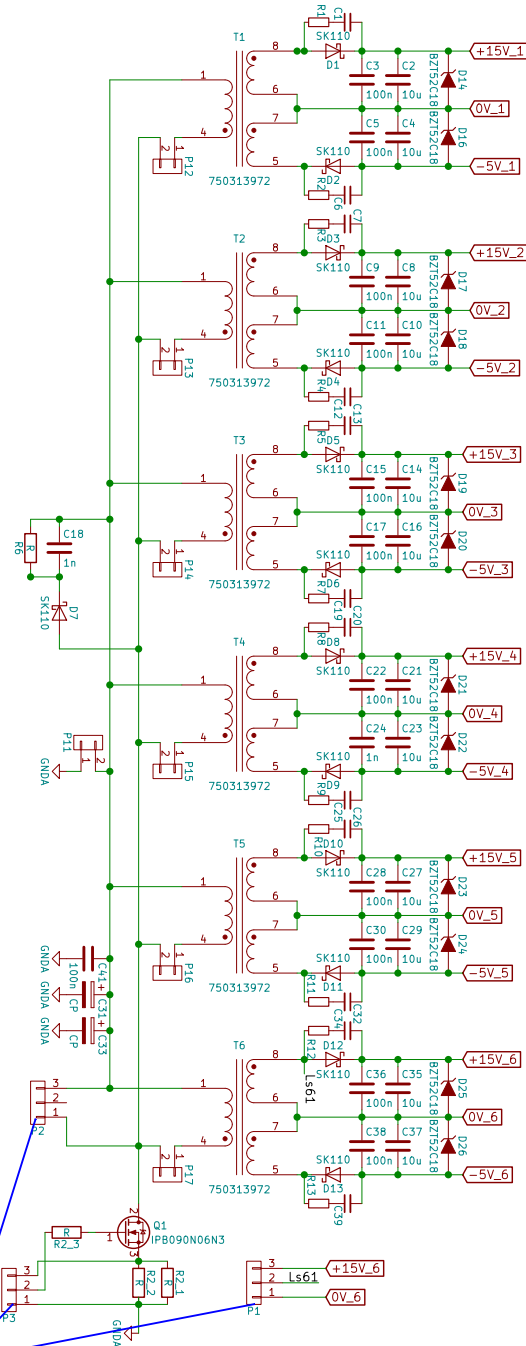 R1
C1
T1
8
SK110
D1
+15V_1
1
C3
C2
100n
10u
BZT52C18
D14
6
0V_1
7
C5
C4
100n
10u
BZT52C18
D16
4
2
1
P12
5
SK110
D2
-5V_1
750313972
R2
C6
C7
T2
R3
8
D3
SK110
+15V_2
1
C9
C8
100n
10u
BZT52C18
D17
6
0V_2
7
C11
C10
100n
10u
BZT52C18
D18
4
2
1
P13
5
SK110
D4
-5V_2
750313972
R4
C12
C13
T3
R5
8
D5
SK110
+15V_3
1
C15
C14
100n
10u
BZT52C18
D19
6
0V_3
7
C17
C16
100n
10u
BZT52C18
D20
R
R6
C18
1n
4
2
1
P14
5
SK110
D6
-5V_3
750313972
D7
SK110
R7
C19
C20
T4
R8
8
D8
SK110
+15V_4
1
C22
C21
100n
10u
BZT52C18
D21
6
0V_4
7
C24
C23
1n
10u
BZT52C18
D22
P11
1
2
GNDA
4
2
1
P15
5
SK110
D9
-5V_4
750313972
R9
C25
C26
T5
R10
8
D10
SK110
+15V_5
1
C28
C27
100n
10u
BZT52C18
D23
6
0V_5
7
C30
C29
100n
10u
BZT52C18
D24
4
2
1
P16
5
SK110
D11
-5V_5
750313972
GNDA
100n
C41
GNDA
CP
+
C31
GNDA
CP
+
C33
R11
C32
C34
T6
R12
8
D12
SK110
+15V_6
Ls61
1
C36
C35
100n
10u
BZT52C18
D25
6
0V_6
7
C38
C37
100n
10u
BZT52C18
D26
3
2
1
P2
4
2
1
P17
5
SK110
D13
-5V_6
750313972
R13
C39
2
Q1
IPB090N06N3
1
3
R
R2_3
3
2
1
P3
R
R2_2
R
R2_1
GNDA
3
2
1
P1
+15V_6
Ls61
0V_6